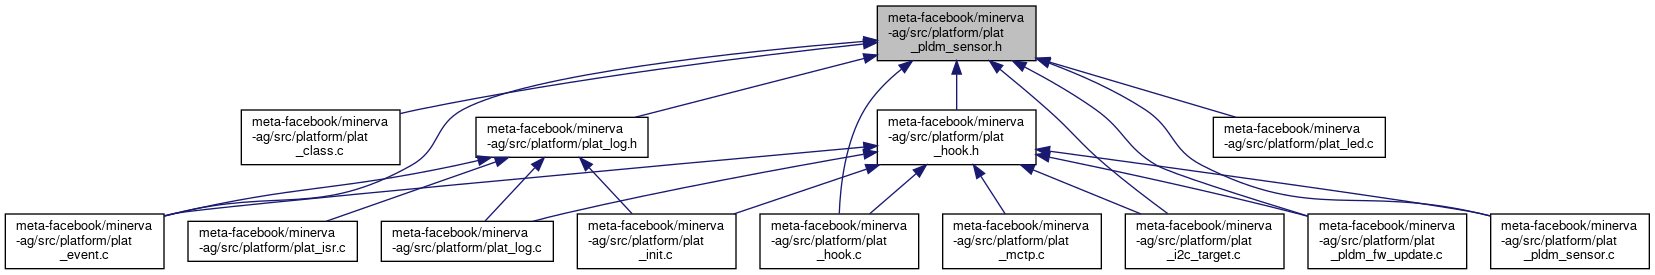 meta-facebook/minerva
-ag/src/platform/plat
_pldm_sensor.h
meta-facebook/minerva
-ag/src/platform/plat
_class.c
meta-facebook/minerva
-ag/src/platform/plat_log.h
meta-facebook/minerva
-ag/src/platform/plat
_hook.h
meta-facebook/minerva
-ag/src/platform/plat_led.c
meta-facebook/minerva
-ag/src/platform/plat
_event.c
meta-facebook/minerva
-ag/src/platform/plat_isr.c
meta-facebook/minerva
-ag/src/platform/plat_log.c
meta-facebook/minerva
-ag/src/platform/plat
_init.c
meta-facebook/minerva
-ag/src/platform/plat
_hook.c
meta-facebook/minerva
-ag/src/platform/plat
_mctp.c
meta-facebook/minerva
-ag/src/platform/plat
_i2c_target.c
meta-facebook/minerva
-ag/src/platform/plat
_pldm_fw_update.c
meta-facebook/minerva
-ag/src/platform/plat
_pldm_sensor.c